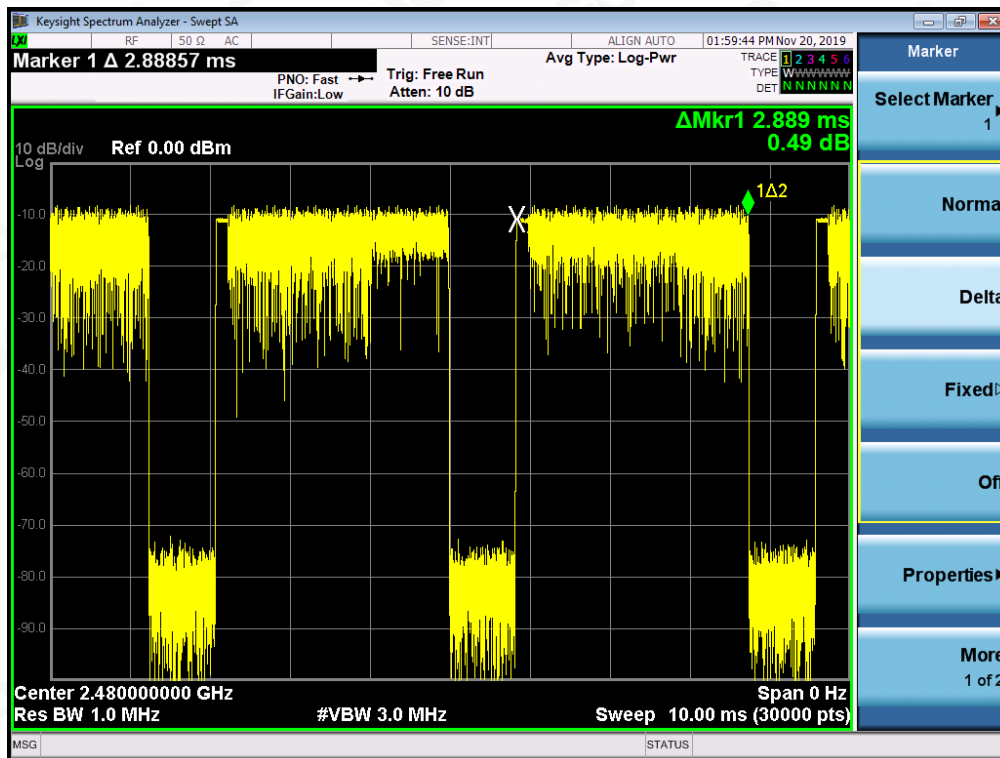 Keysight Spectrum Analyzer - Swept SA
LXI RF 50 Ω AC SENSE:INT ALIGN AUTO 01:59:44 PM Nov 20, 2019
Marker 1 Δ 2.88857 ms
PNO: Fast
IFGain:Low
Trig: Free Run
Atten: 10 dB
Avg Type: Log-Pwr
TRACE 1 2 3 4 5 6
TYPE W
DET N N N N N N
ΔMkr1 2.889 ms
0.49 dB
10 dB/div Ref 0.00 dBm
Log
1Δ2
X
-10.0
-20.0
-30.0
-40.0
-50.0
-60.0
-70.0
-80.0
-90.0
Center 2.480000000 GHz Span 0 Hz
Res BW 1.0 MHz #VBW 3.0 MHz Sweep 10.00 ms (30000 pts)
MSG STATUS
Marker
Select Marker
1
Norma
Delta
Fixed
Off
Properties
More
1 of 2